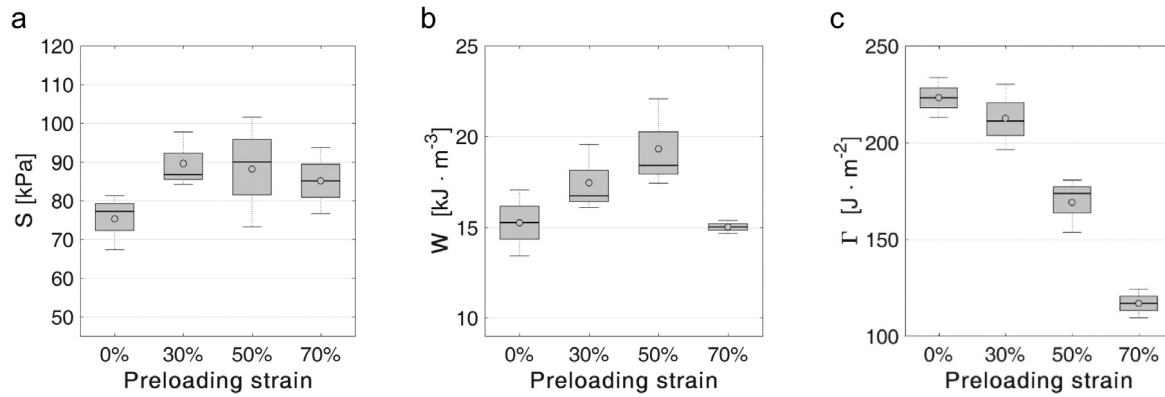 a
b
c
S [kPa]
120
110
100
90
80
70
60
50
0% 30% 50% 70%
Preloading strain
W [kJ · m⁻³]
25
20
15
10
0% 30% 50% 70%
Preloading strain
Γ [J · m⁻²]
250
200
150
100
0% 30% 50% 70%
Preloading strain